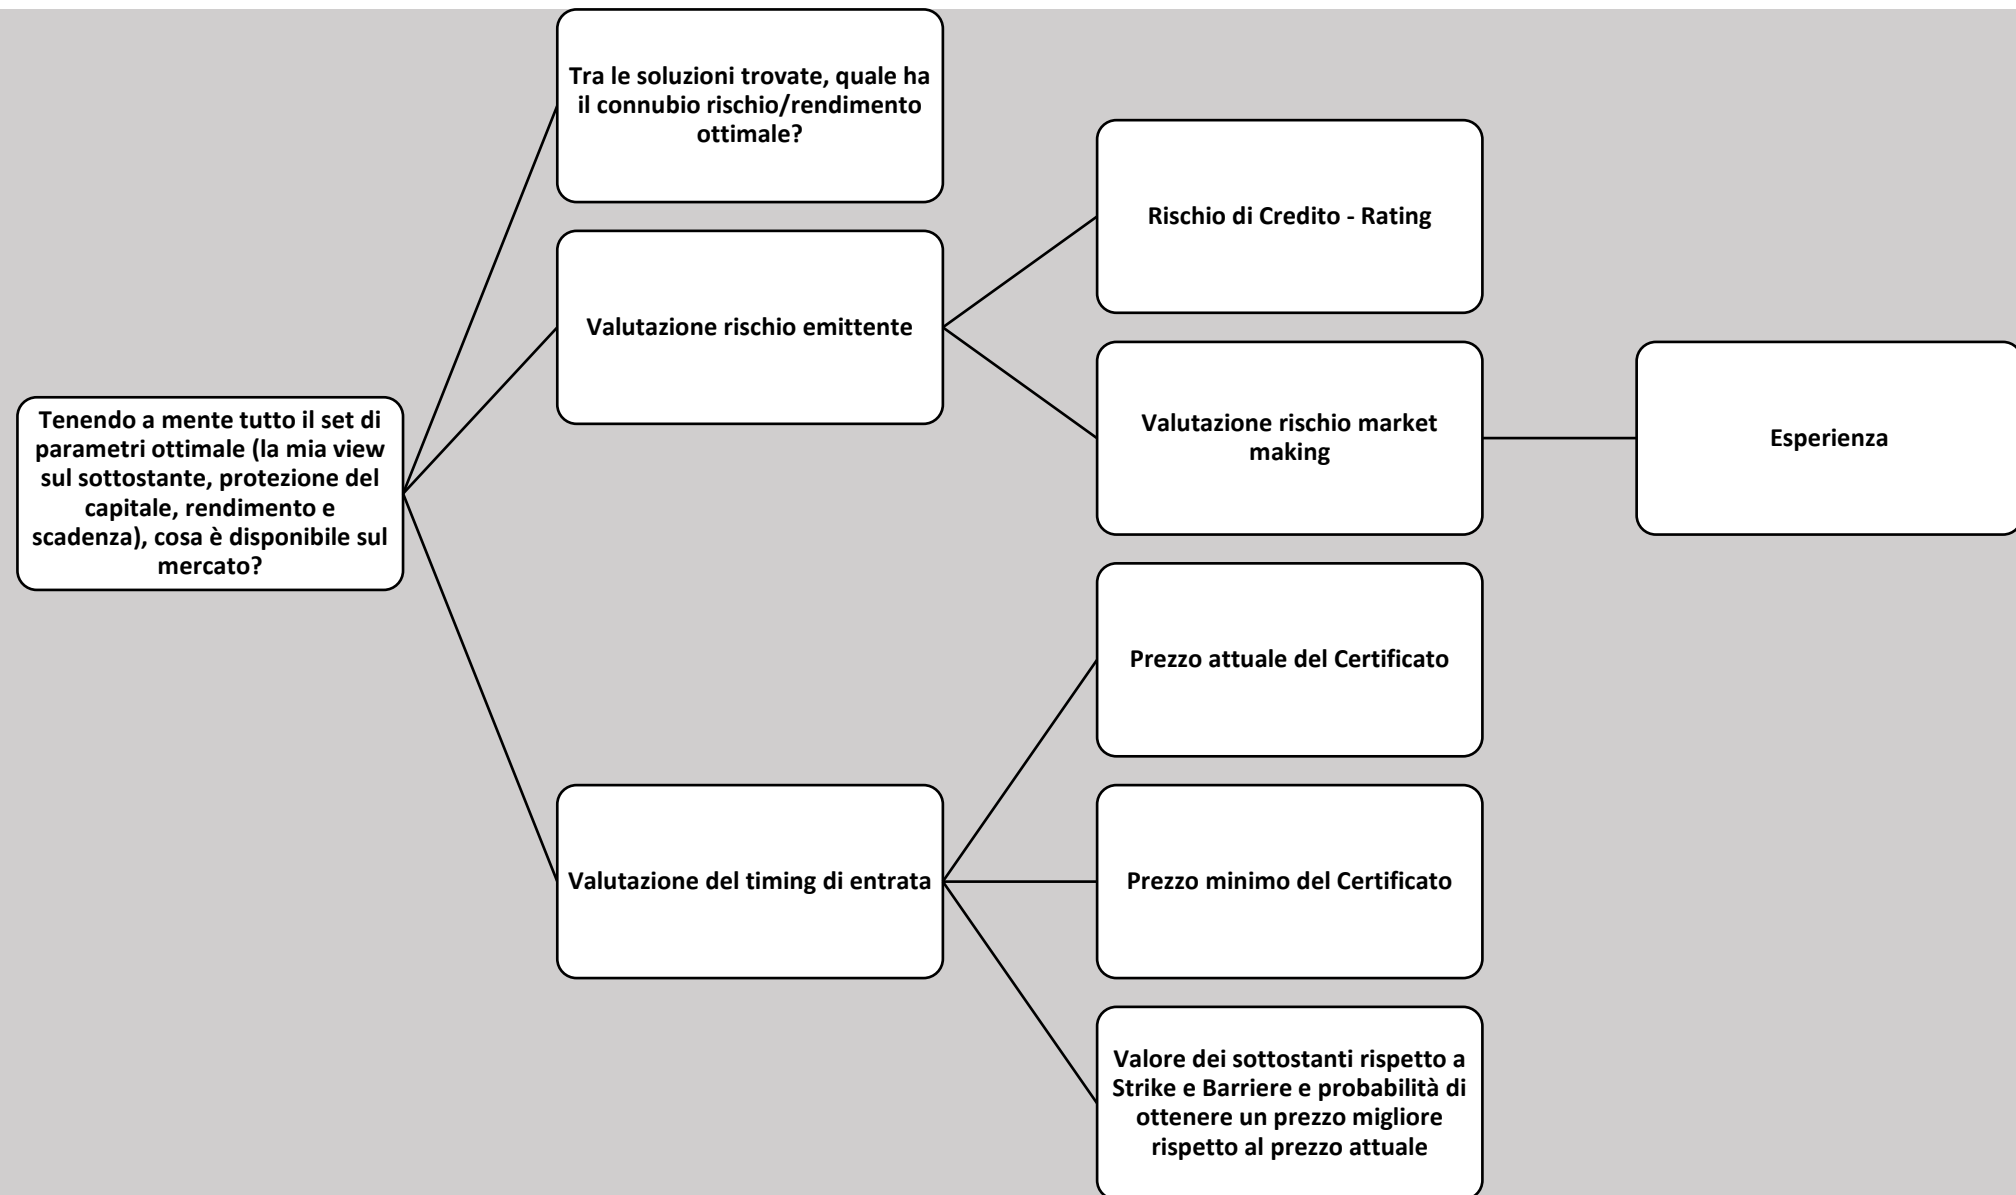 Tenendo a mente tutto il set di
parametri ottimale (la mia view
sul sottostante, protezione del
capitale, rendimento e
scadenza), cosa è disponibile sul
mercato?
Tra le soluzioni trovate, quale ha
il connubio rischio/rendimento
ottimale?
Valutazione rischio emittente
Rischio di Credito - Rating
Valutazione rischio market
making
Esperienza
Valutazione del timing di entrata
Prezzo attuale del Certificato
Prezzo minimo del Certificato
Valore dei sottostanti rispetto a
Strike e Barriere e probabilità di
ottenere un prezzo migliore
rispetto al prezzo attuale